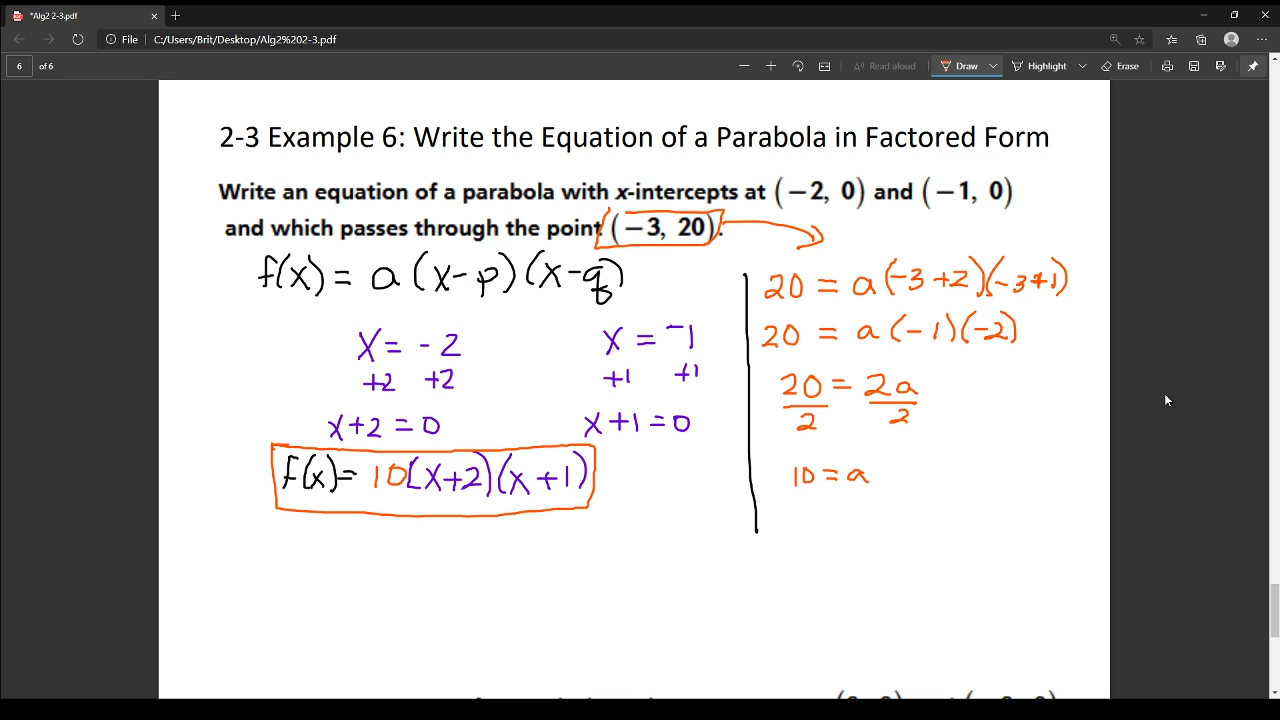 *Alg2 2-3.pdf
File C:/Users/Brit/Desktop/Alg2%202-3.pdf
6 of 6
Read aloud Draw Highlight Erase
2-3 Example 6: Write the Equation of a Parabola in Factored Form
Write an equation of a parabola with x-intercepts at (−2, 0) and (−1, 0)
and which passes through the point (−3, 20).
f(x) = a(x-p)(x-q)
x = -2
+2 +2
x+2 = 0
x = -1
+1 +1
x+1 = 0
f(x) = 10(x+2)(x+1)
20 = a(-3+2)(-3+1)
20 = a(-1)(-2)
20 = 2a
2 2
10 = a